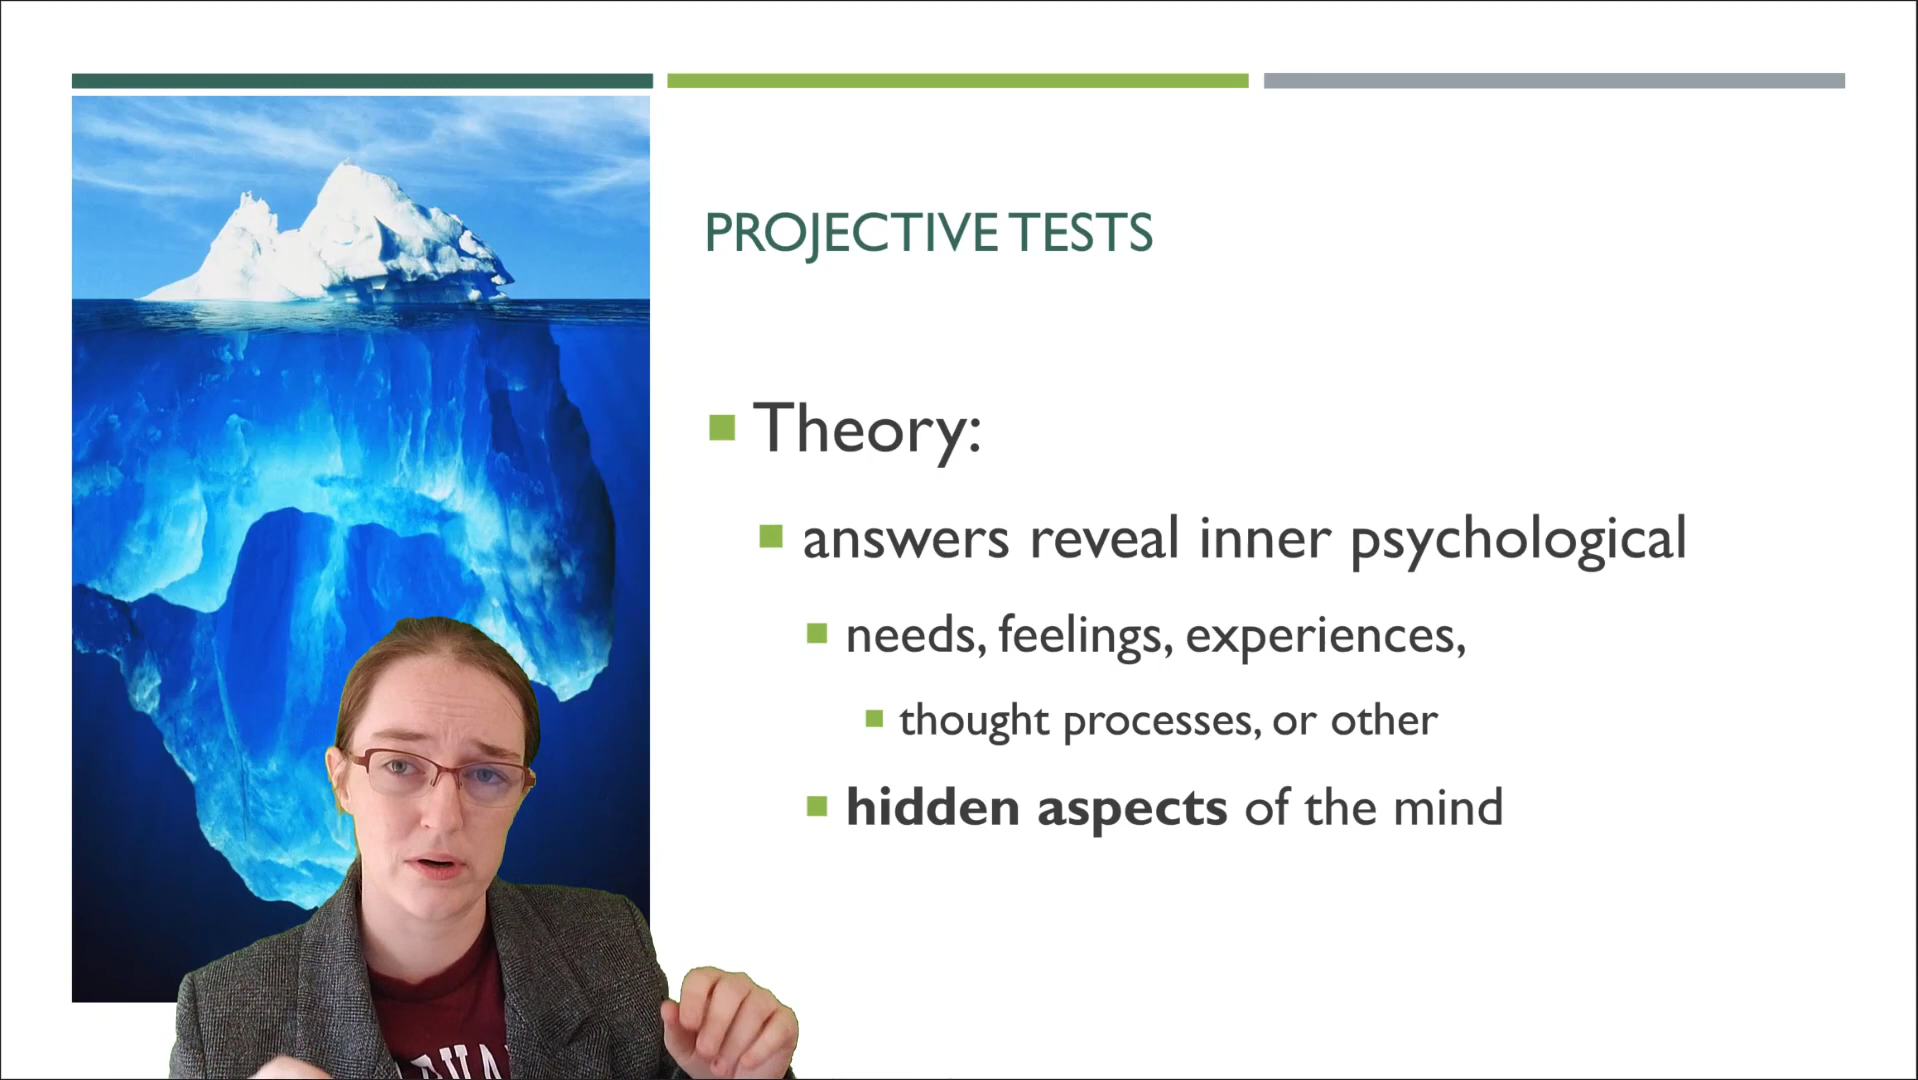 PROJECTIVE TESTS
Theory:
answers reveal inner psychological
needs, feelings, experiences,
thought processes, or other
hidden aspects of the mind